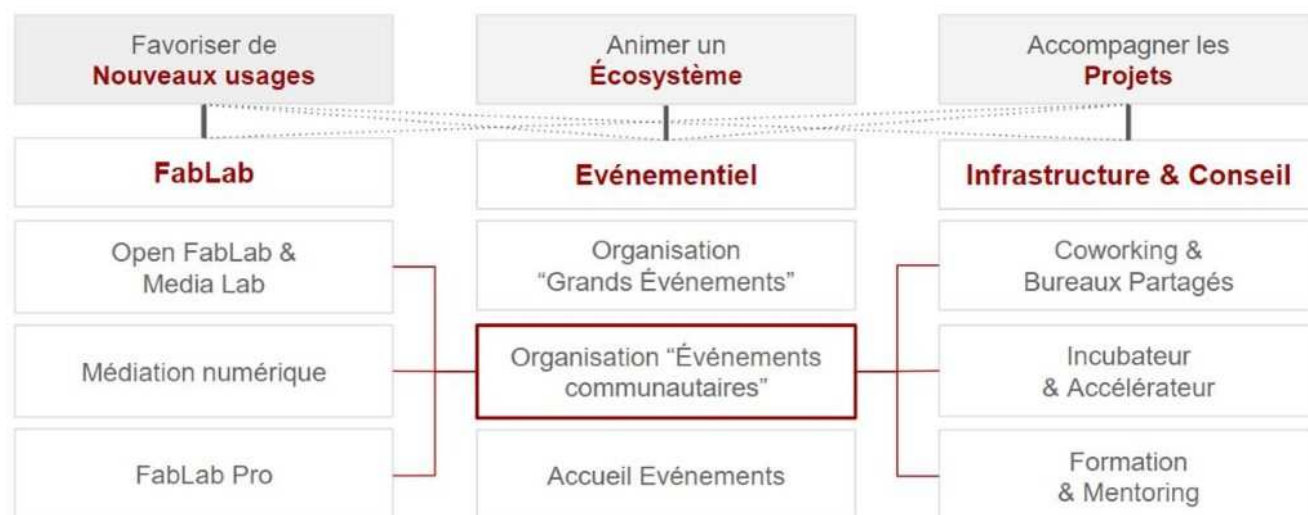 Favoriser de
Nouveaux usages
Animer un
Écosystème
Accompagner les
Projets
FabLab
Evénementiel
Infrastructure & Conseil
Open FabLab &
Media Lab
Organisation
“Grands Événements”
Coworking &
Bureaux Partagés
Médiation numérique
Organisation “Événements
communautaires”
Incubateur
& Accélérateur
FabLab Pro
Accueil Evénements
Formation
& Mentoring